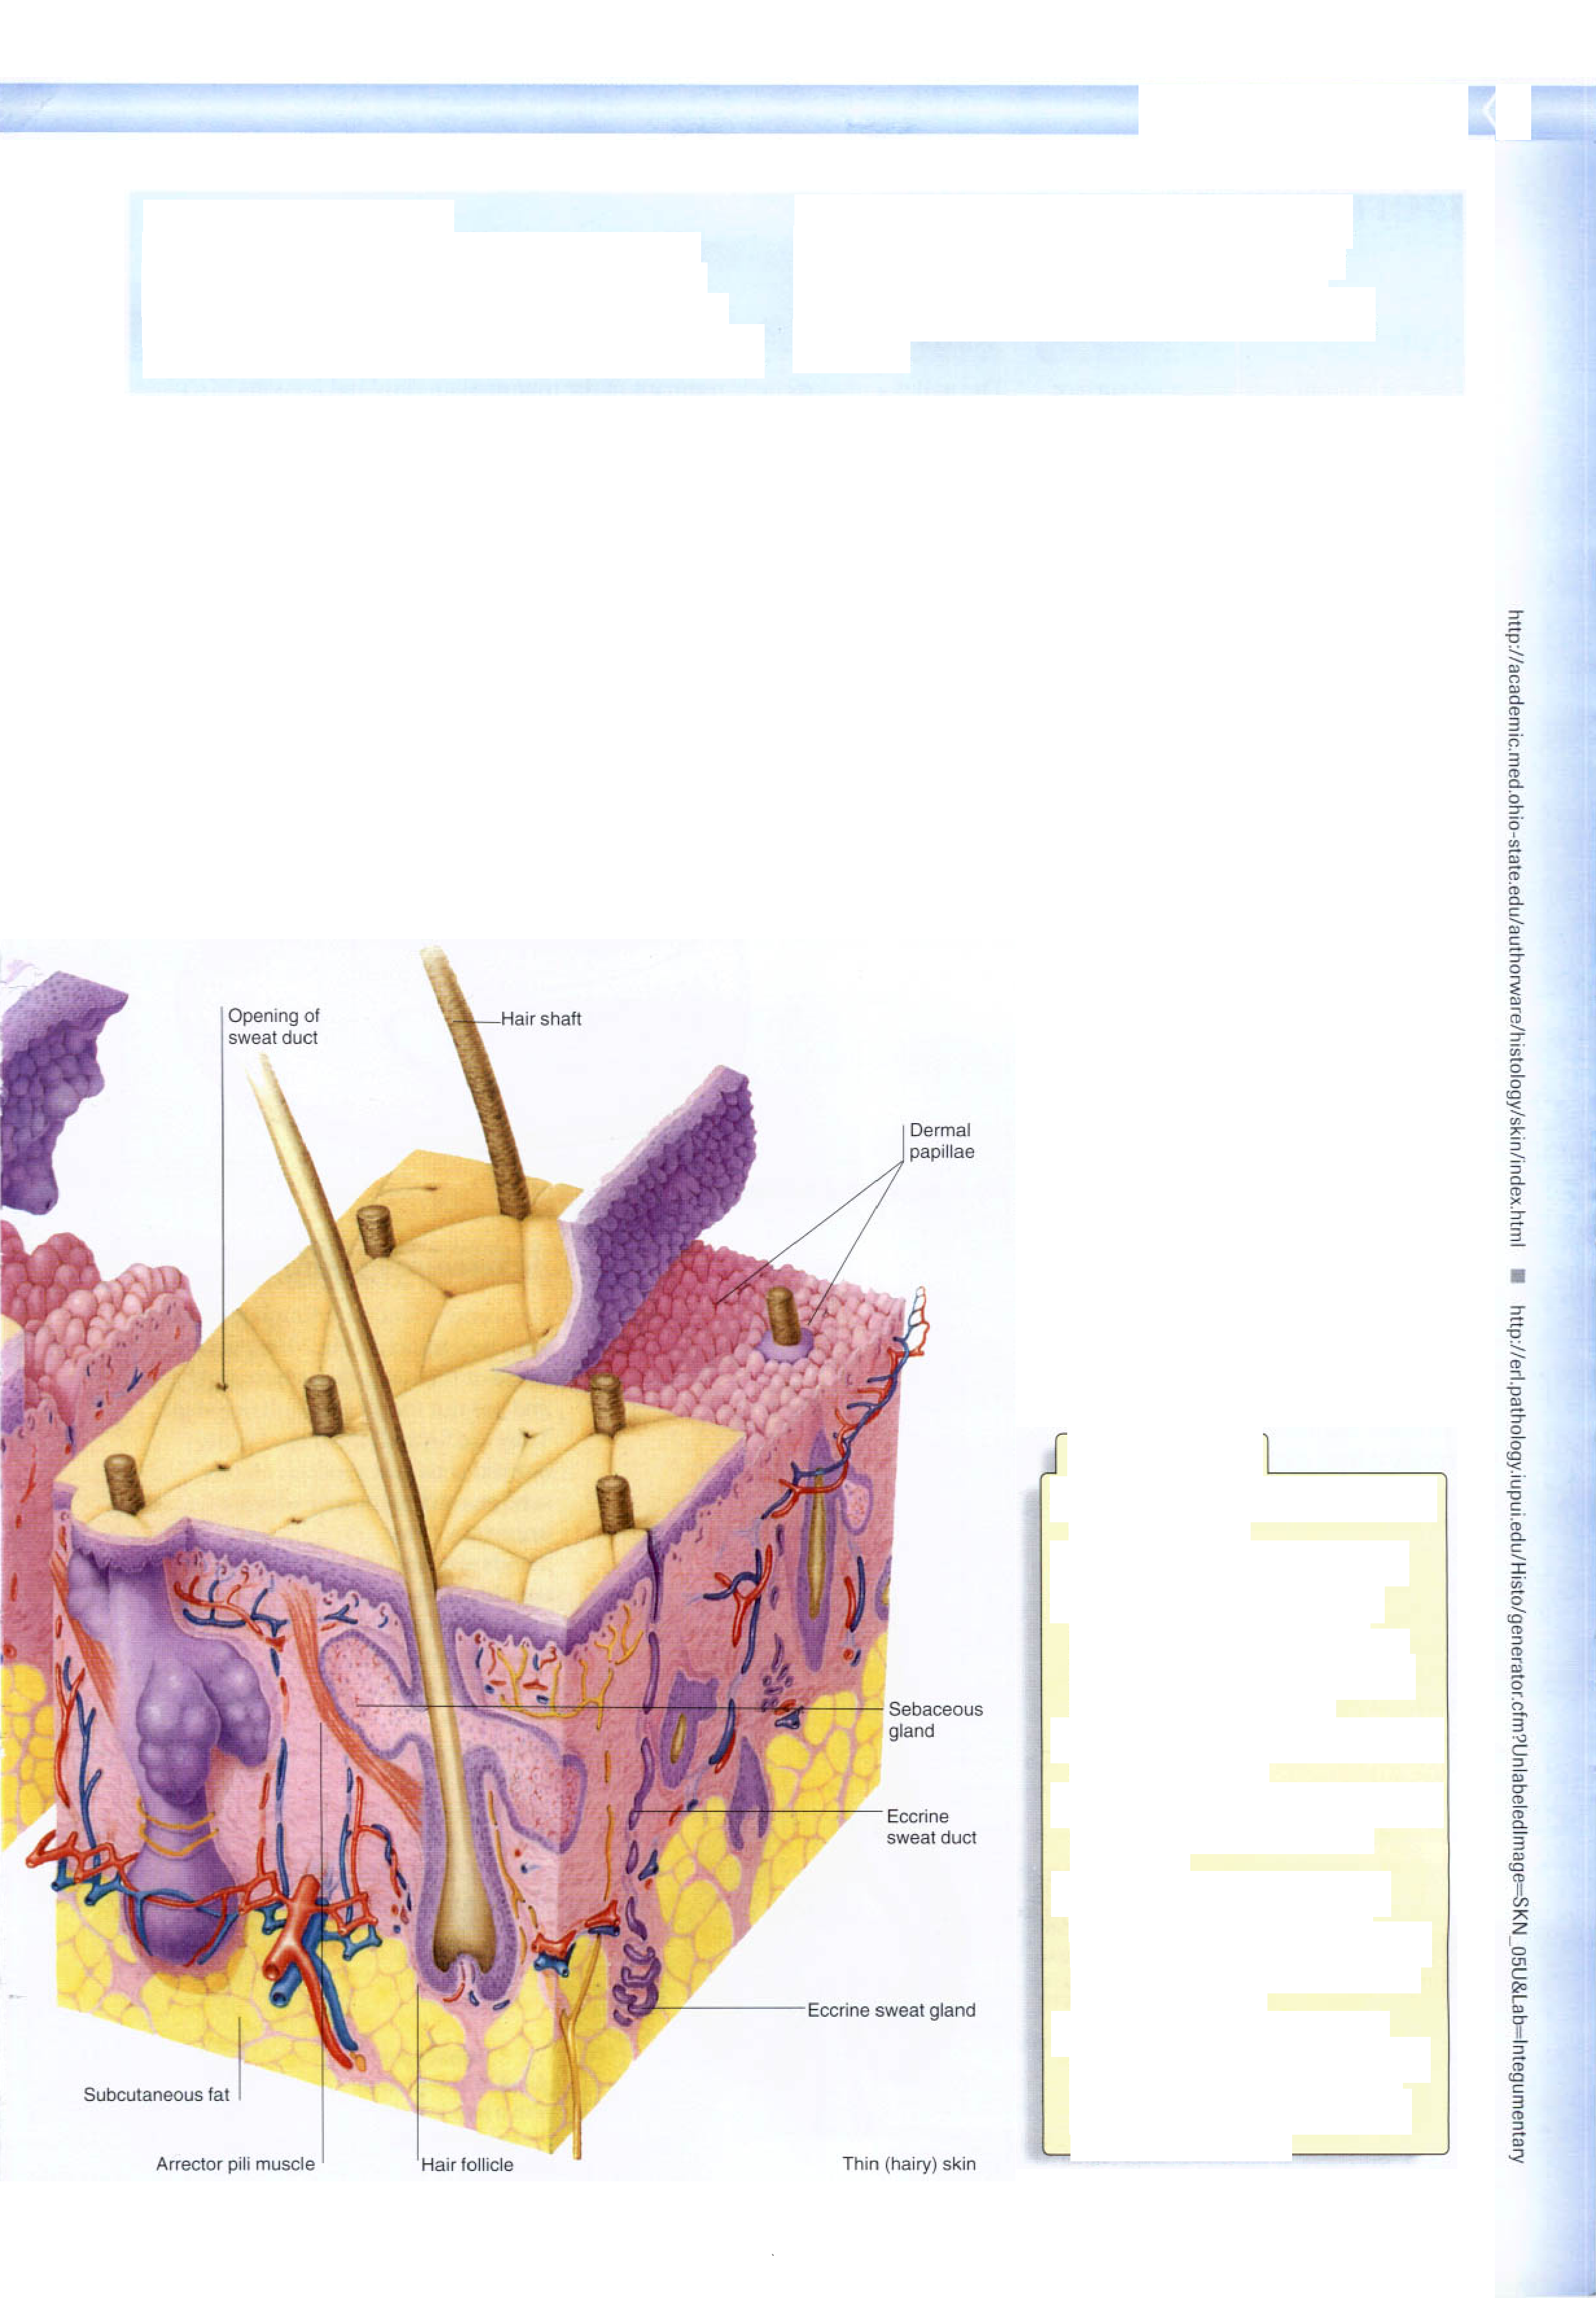 Opening of
sweat duct
Hair shaft
Dermal
papillae
Sebaceous
gland
Eccrine
sweat duct
Eccrine sweat gland
Subcutaneous fat
Arrector pili muscle
Hair follicle
Thin (hairy) skin
http://academic.med.ohio-state.edu/authorware/histology/skin/index.html ■ http://erl.pathology.iupui.edu/Histo/generator.cfm?UnlabeledImage=SKN_05U&Lab=Integumentary